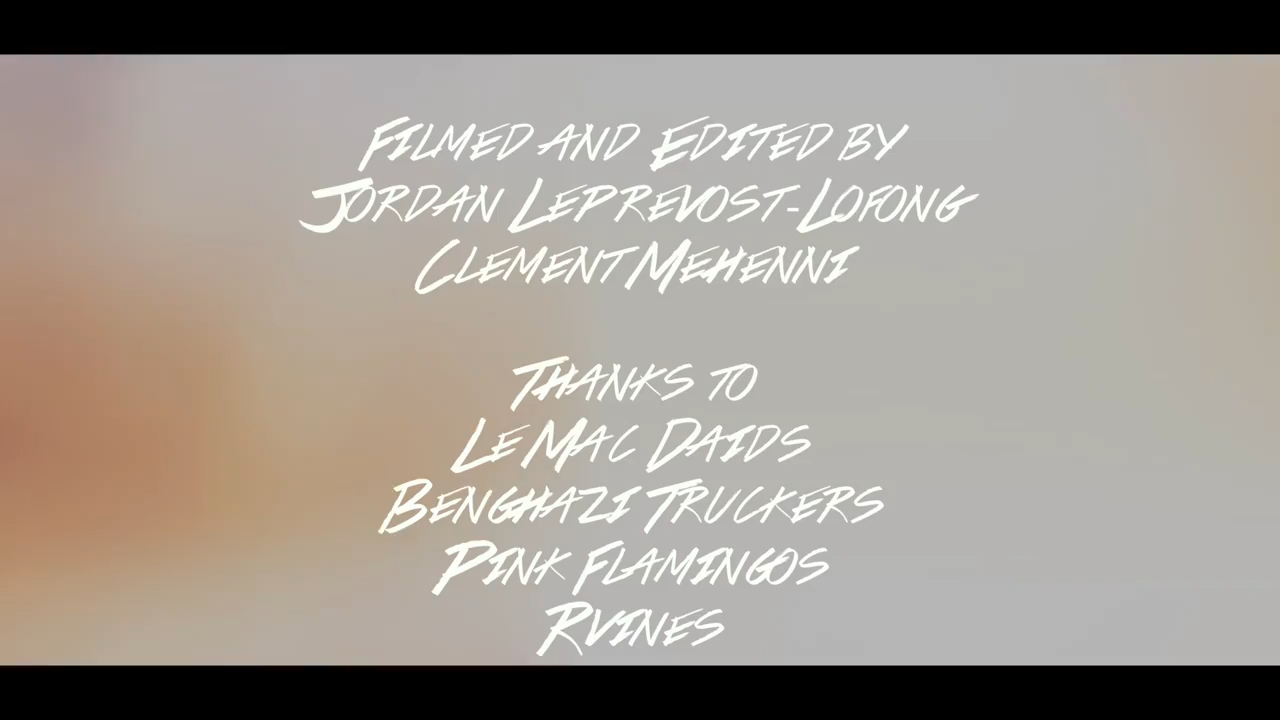 Filmed and Edited by
Jordan Leprevost-Lofong
Clement Mehenni
Thanks to
Le Mac Daids
Benghazi Truckers
Pink Flamingos
Rvines